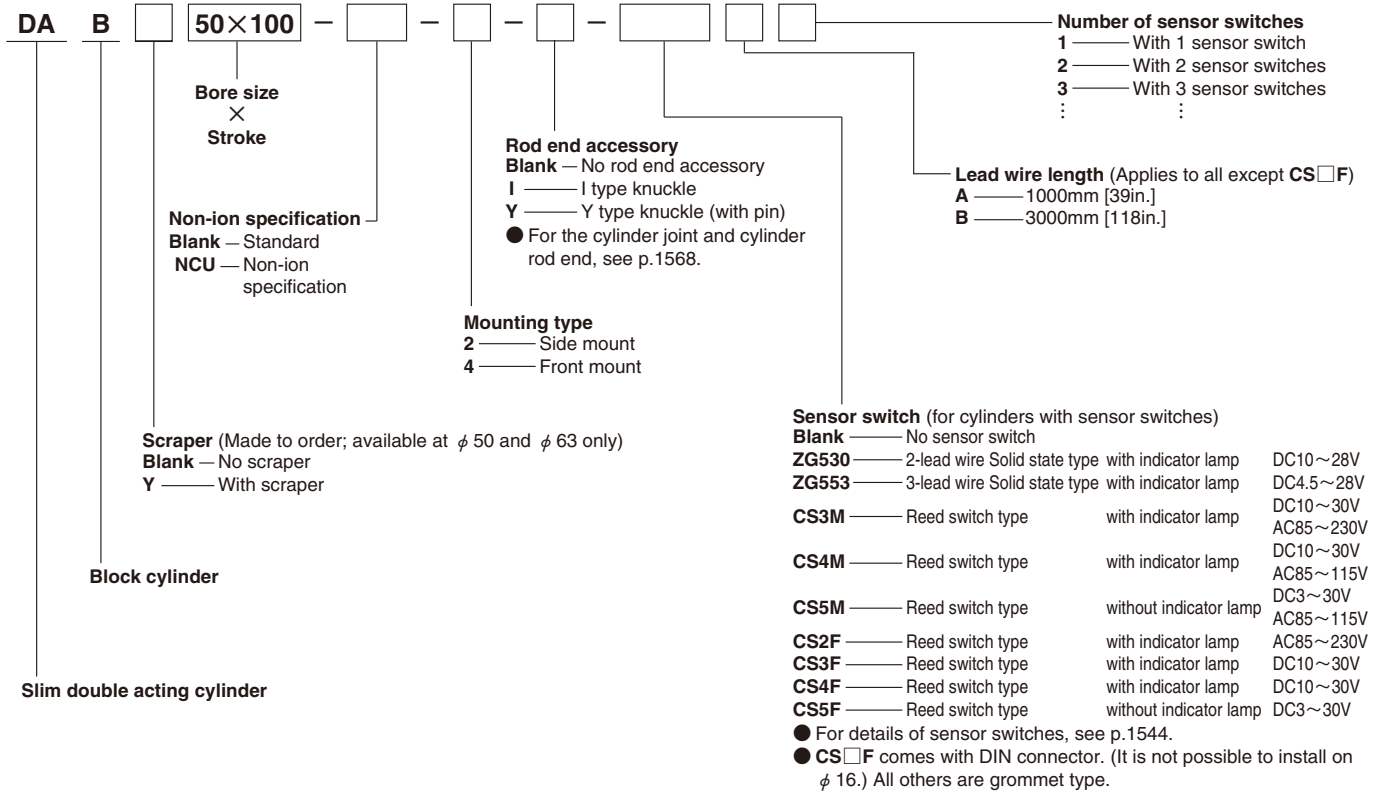 DA B □ 50×100 − □ − □ − □ − □ □ □
Number of sensor switches
1 With 1 sensor switch
2 With 2 sensor switches
3 With 3 sensor switches
⋮ ⋮
Bore size
×
Stroke
Rod end accessory
Blank No rod end accessory
I I type knuckle
Y Y type knuckle (with pin)
● For the cylinder joint and cylinder
rod end, see p.1568.
Lead wire length (Applies to all except CS□F)
A 1000mm [39in.]
B 3000mm [118in.]
Non-ion specification
Blank Standard
NCU Non-ion
specification
Mounting type
2 Side mount
4 Front mount
Scraper (Made to order; available at φ 50 and φ 63 only)
Blank No scraper
Y With scraper
Sensor switch (for cylinders with sensor switches)
Blank No sensor switch
ZG530 2-lead wire Solid state type with indicator lamp DC10〜28V
ZG553 3-lead wire Solid state type with indicator lamp DC4.5〜28V
CS3M Reed switch type with indicator lamp DC10〜30V
AC85〜230V
CS4M Reed switch type with indicator lamp DC10〜30V
AC85〜115V
CS5M Reed switch type without indicator lamp DC3〜30V
AC85〜115V
CS2F Reed switch type with indicator lamp AC85〜230V
CS3F Reed switch type with indicator lamp DC10〜30V
CS4F Reed switch type with indicator lamp DC10〜30V
CS5F Reed switch type without indicator lamp DC3〜30V
● For details of sensor switches, see p.1544.
● CS□F comes with DIN connector. (It is not possible to install on
φ 16.) All others are grommet type.
Block cylinder
Slim double acting cylinder